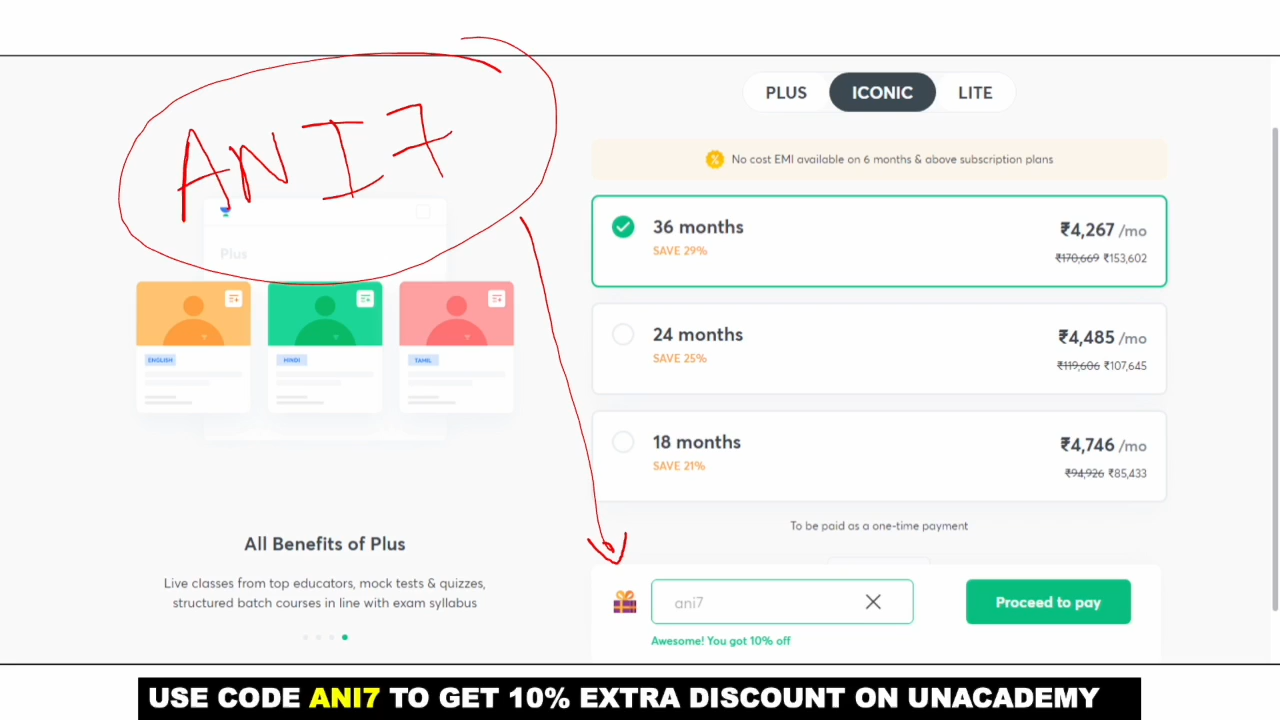 ANI7
Plus
ENGLISH
HINDI
TAMIL
All Benefits of Plus
Live classes from top educators, mock tests & quizzes,
structured batch courses in line with exam syllabus
PLUS ICONIC LITE
No cost EMI available on 6 months & above subscription plans
36 months ₹4,267 /mo
SAVE 29% ₹170,669 ₹153,602
24 months ₹4,485 /mo
SAVE 25% ₹119,606 ₹107,645
18 months ₹4,746 /mo
SAVE 21% ₹94,926 ₹85,433
To be paid as a one-time payment
ani7 Proceed to pay
Awesome! You got 10% off
USE CODE ANI7 TO GET 10% EXTRA DISCOUNT ON UNACADEMY